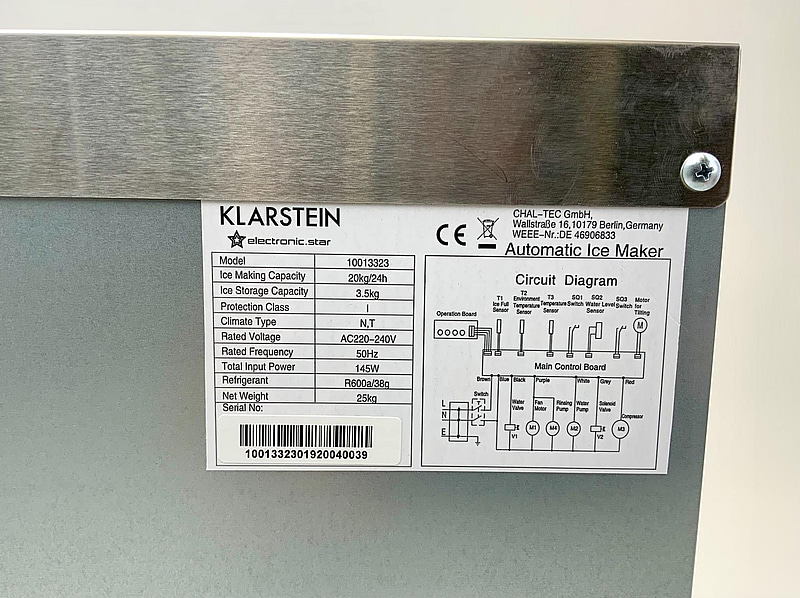 KLARSTEIN
electronic.star
CE
CHAL-TEC GmbH,
Wallstraße 16,10179 Berlin,Germany
WEEE-Nr.:DE 46906833
Automatic Ice Maker
Model 10013323
Ice Making Capacity 20kg/24h
Ice Storage Capacity 3.5kg
Protection Class I
Climate Type N,T
Rated Voltage AC220-240V
Rated Frequency 50Hz
Total Input Power 145W
Refrigerant R600a/38g
Net Weight 25kg
Serial No:
1001332301920040039
Circuit Diagram
Operation Board
T1 Ice Full Sensor
T2 Environment Temperature Sensor
T3 Temperature Sensor
SQ1 Switch
SQ2 Water Level Sensor
SQ3 Switch
Motor for Tilting
M
Main Control Board
Brown Blue Black Purple White Grey Red
Switch
L
N
E
Water Valve
Fan Motor
Rinsing Pump
Water Pump
Solenoid Valve
Compressor
V1 M1 M4 M2 V2 M3